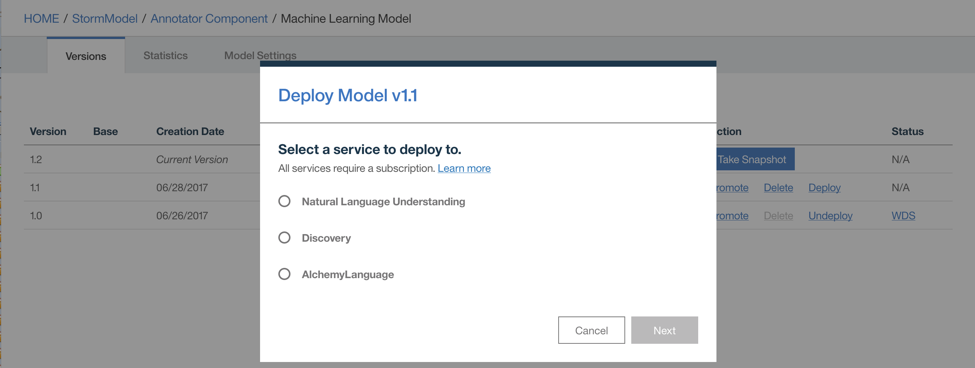 HOME / StormModel / Annotator Component / Machine Learning Model
Versions Statistics Model Settings
Deploy Model v1.1
Version Base Creation Date Status
Select a service to deploy to.
1.2 Current Version Take Snapshot N/A
All services require a subscription. Learn more
1.1 06/28/2017 Delete Deploy N/A
Natural Language Understanding
1.0 06/26/2017 Delete Undeploy WDS
Discovery
AlchemyLanguage
Cancel Next